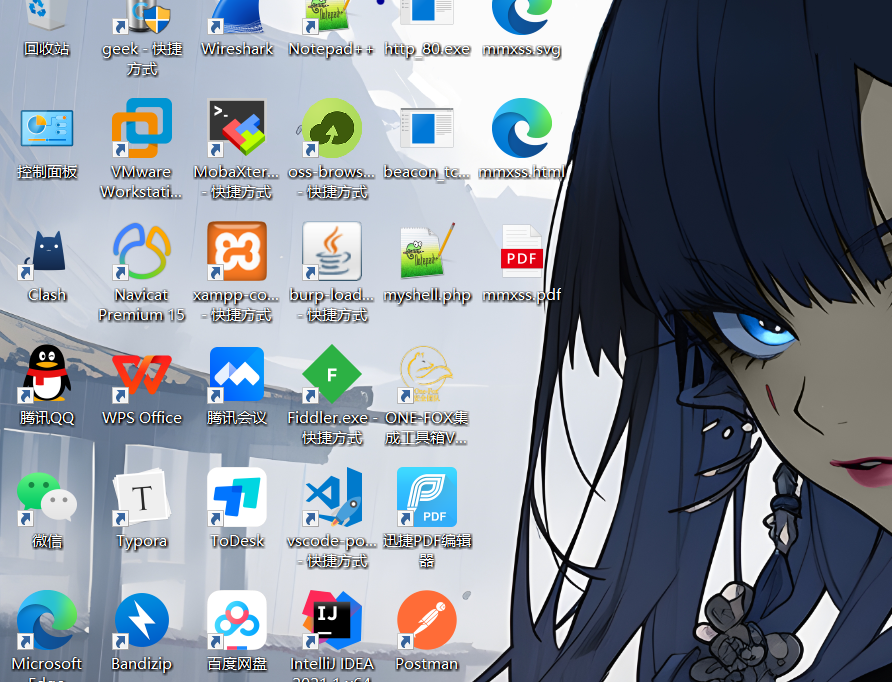 回收站
geek - 快捷
方式
Wireshark
Notepad++
http_80.exe
mmxss.svg
控制面板
VMware
Workstati...
>_
MobaXter...
- 快捷方式
oss-brows...
- 快捷方式
beacon_tc...
mmxss.html
Clash
Navicat
Premium 15
xampp-co...
- 快捷方式
burp-load...
- 快捷方式
myshell.php
PDF
mmxss.pdf
腾讯QQ
WPS Office
腾讯会议
F
Fiddler.exe -
快捷方式
ONE-FOX集
成工具箱V...
微信
T
Typora
ToDesk
vscode-po...
- 快捷方式
PDF
迅捷PDF编辑
器
Microsoft
Edge
Bandizip
百度网盘
IJ
IntelliJ IDEA
2021.1 x64
Postman